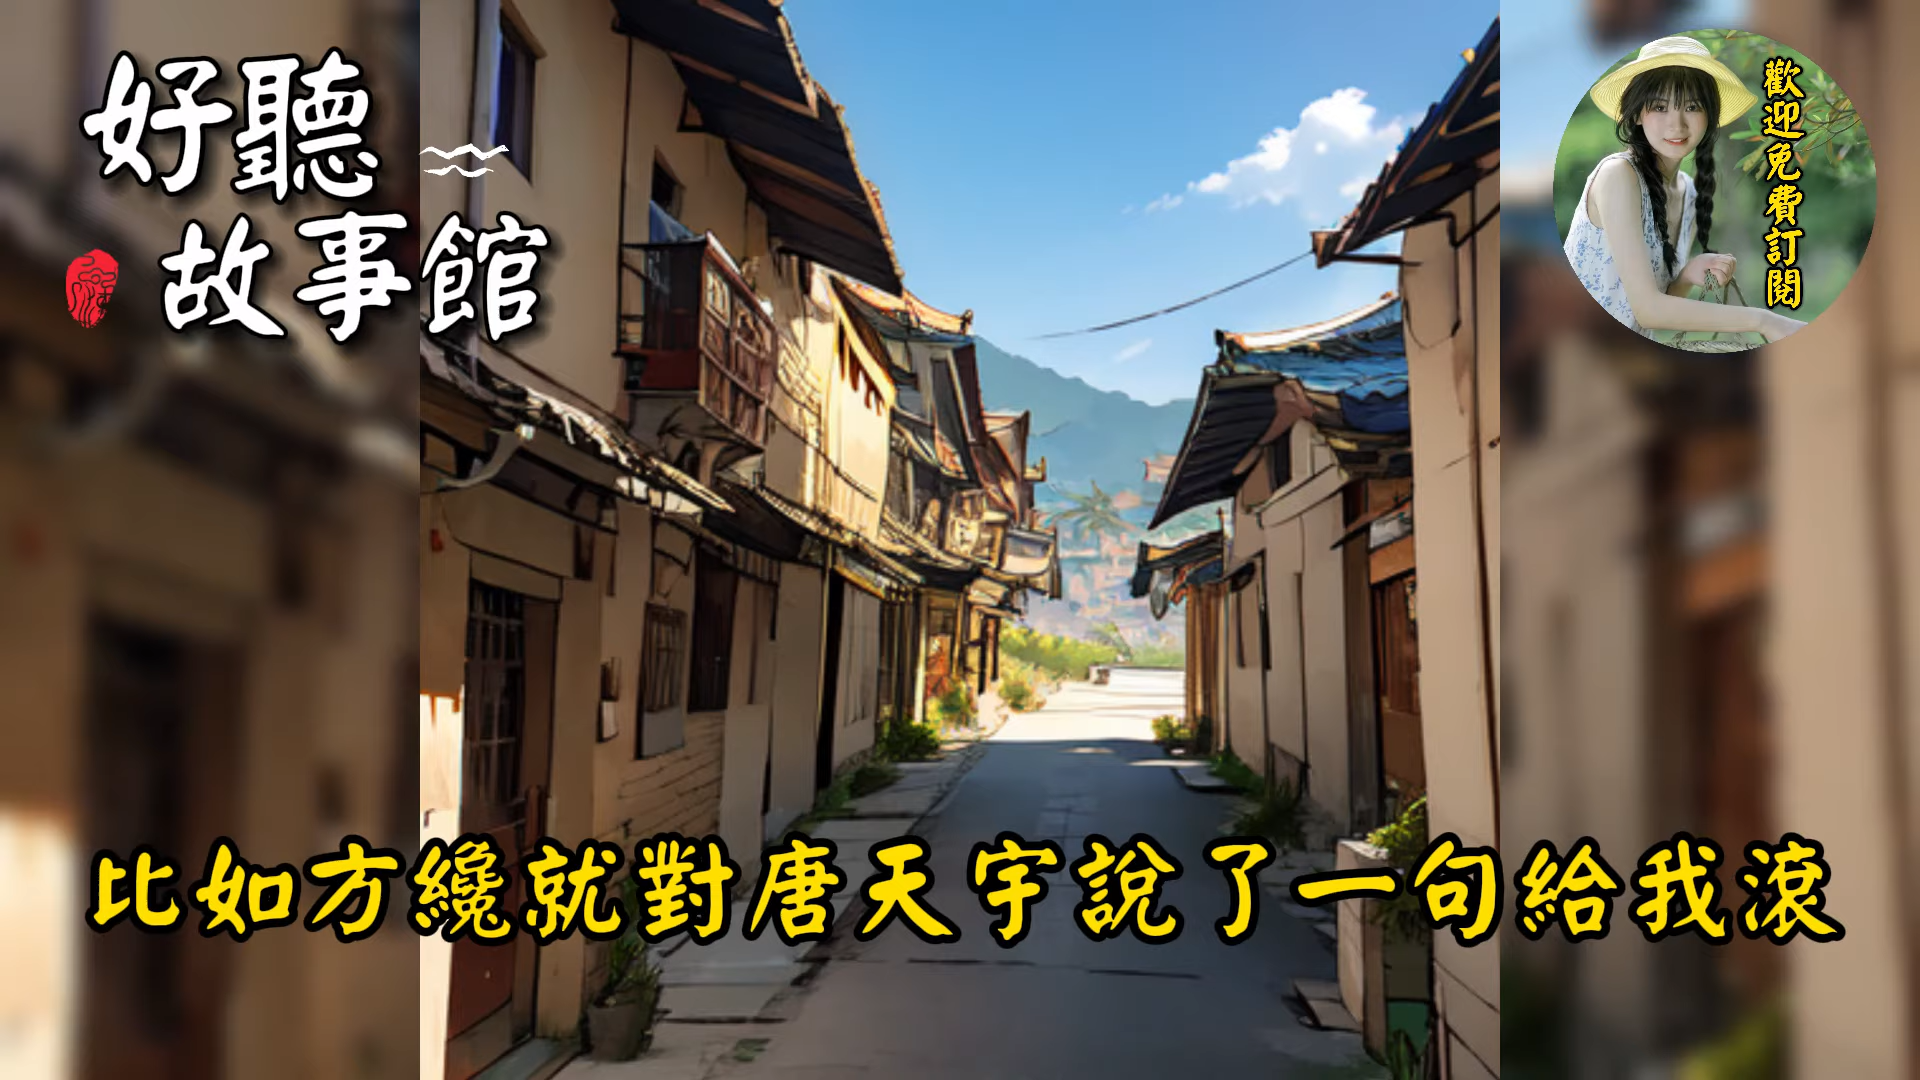 好聽
故事館
歡迎免費訂閱
比如方纔就對唐天宇說了一句給我滾